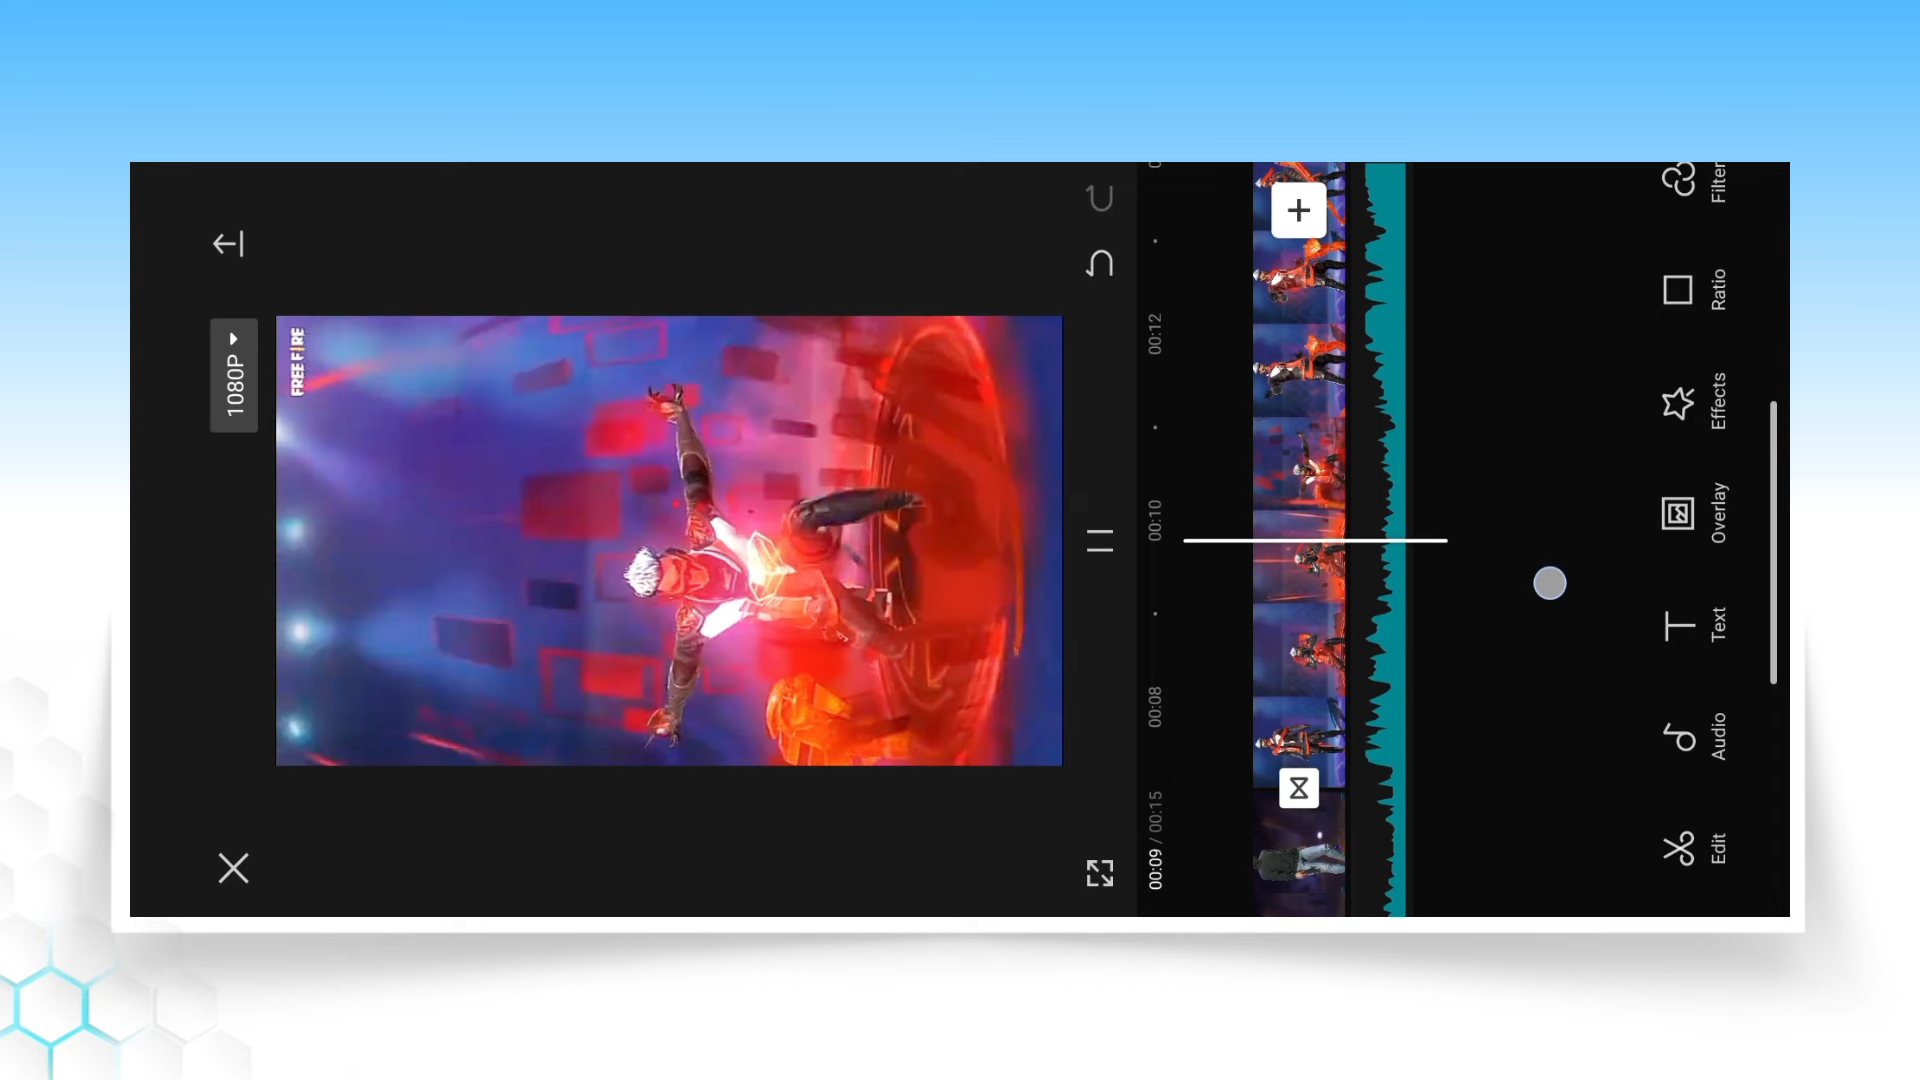 1080P
FREE FIRE
00:09 / 00:15
00:08
00:10
00:12
Edit
Audio
Text
Overlay
Effects
Ratio
Filter